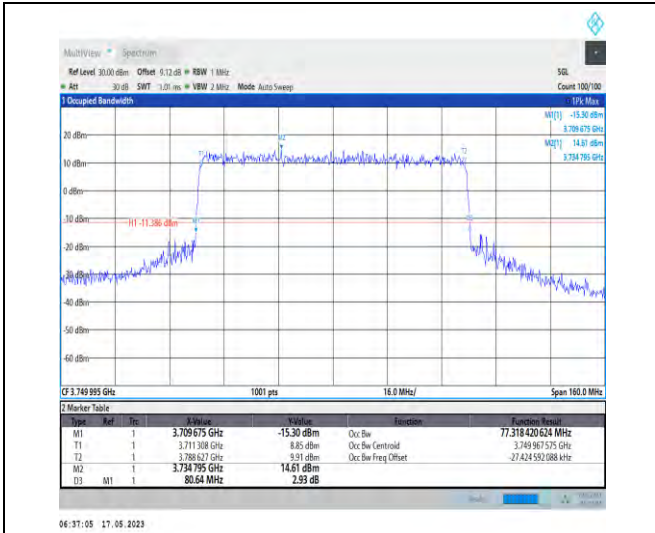 MultiView Spectrum
Ref Level 30.00 dBm Offset 9.12 dB RBW 1 MHz SGL
Att 30 dB SWT 1.01 ms VBW 2 MHz Mode Auto Sweep Count 100/100
1 Occupied Bandwidth 1Pk Max
M1[1] -15.30 dBm
3.709 675 GHz
M2[1] 14.61 dBm
3.734 795 GHz
20 dBm
M2
T1
T2
10 dBm
0 dBm
-10 dBm
H1 -11.386 dBm
M1
-20 dBm
-30 dBm
-40 dBm
-50 dBm
-60 dBm
CF 3.749 995 GHz 1001 pts 16.0 MHz/ Span 160.0 MHz
2 Marker Table
Type Ref Trc X-Value Y-Value Function Function Result
M1 1 3.709 675 GHz -15.30 dBm Occ Bw 77.318 420 624 MHz
T1 1 3.711 308 GHz 8.85 dBm Occ Bw Centroid 3.749 967 575 GHz
T2 1 3.788 627 GHz 9.91 dBm Occ Bw Freq Offset -27.424 592 088 kHz
M2 1 3.734 795 GHz 14.61 dBm
D3 M1 1 80.64 MHz 2.93 dB
06:37:05 17.05.2023